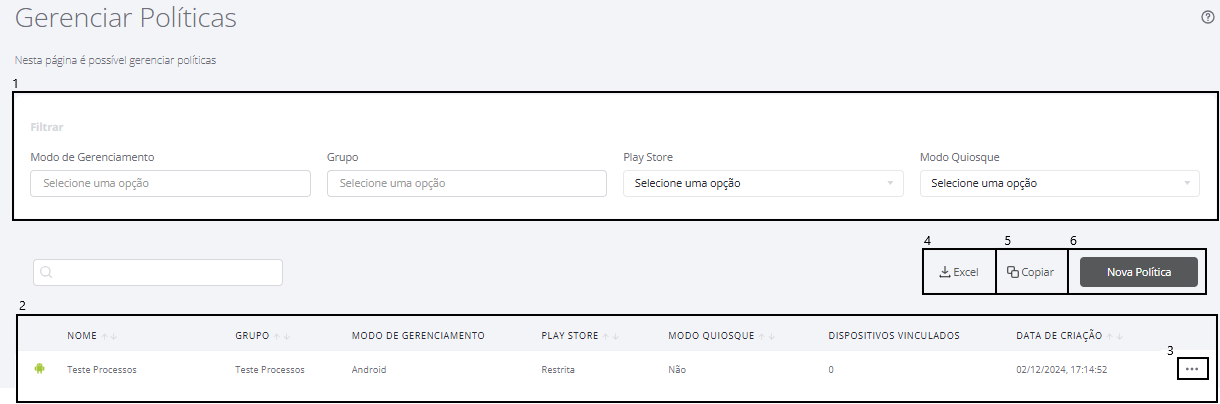 Gerenciar Políticas
Nesta página é possível gerenciar políticas
1
Filtrar
Modo de Gerenciamento Grupo Play Store Modo Quiosque
Selecione uma opção Selecione uma opção Selecione uma opção Selecione uma opção
4 5 6
Excel Copiar Nova Política
2
NOME GRUPO MODO DE GERENCIAMENTO PLAY STORE MODO QUIOSQUE DISPOSITIVOS VINCULADOS DATA DE CRIAÇÃO
3
Teste Processos Teste Processos Android Restrita Não 0 02/12/2024, 17:14:52